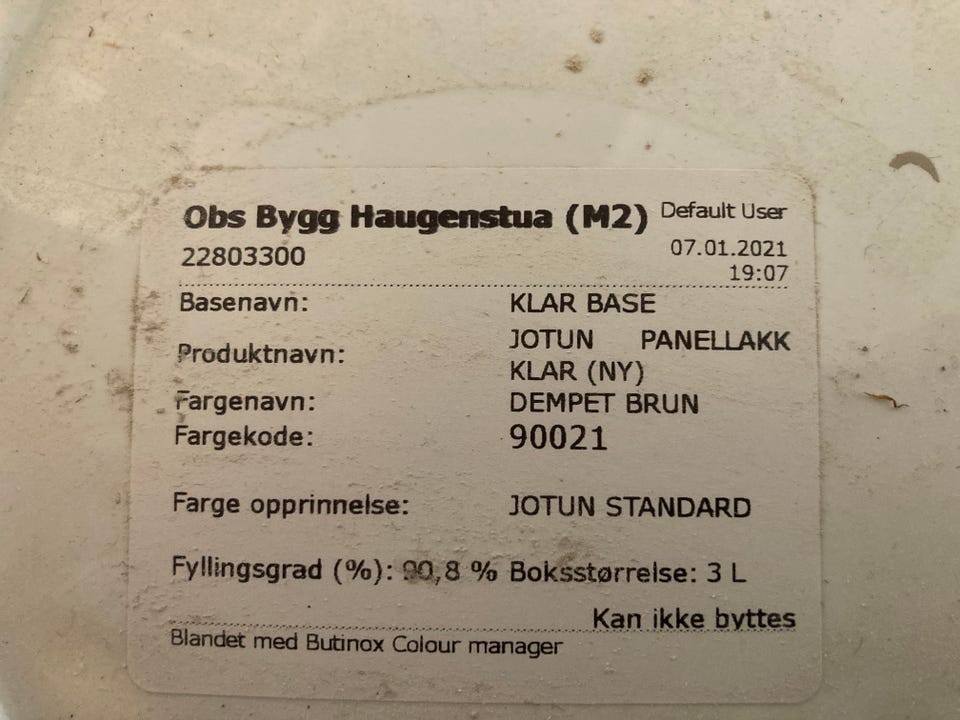 Obs Bygg Haugenstua (M2) Default User
22803300 07.01.2021
19:07
Basenavn: KLAR BASE
Produktnavn: JOTUN PANELLAKK
KLAR (NY)
Fargenavn: DEMPET BRUN
Fargekode: 90021
Farge opprinnelse: JOTUN STANDARD
Fyllingsgrad (%): 90,8 % Boksstørrelse: 3 L
Kan ikke byttes
Blandet med Butinox Colour manager